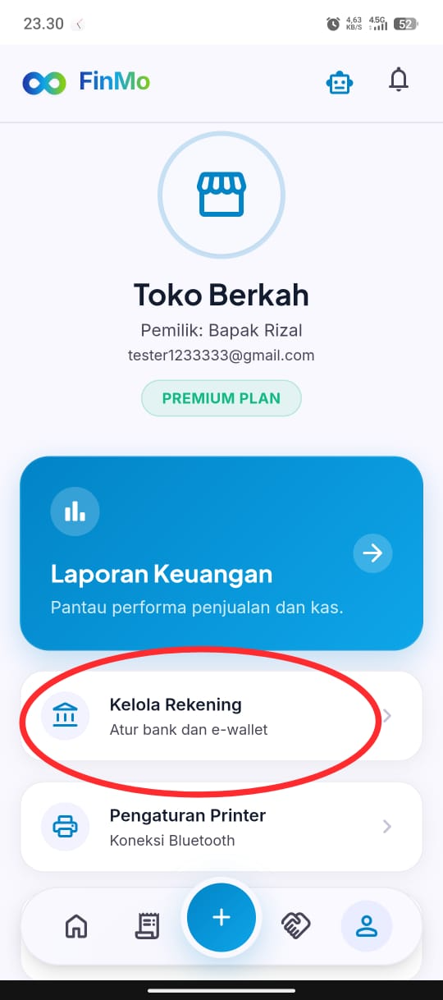 23.30
4,63
KB/S
4.5G
52
FinMo
Toko Berkah
Pemilik: Bapak Rizal
tester1233333@gmail.com
PREMIUM PLAN
Laporan Keuangan
Pantau performa penjualan dan kas.
Kelola Rekening
Atur bank dan e-wallet
Pengaturan Printer
Koneksi Bluetooth